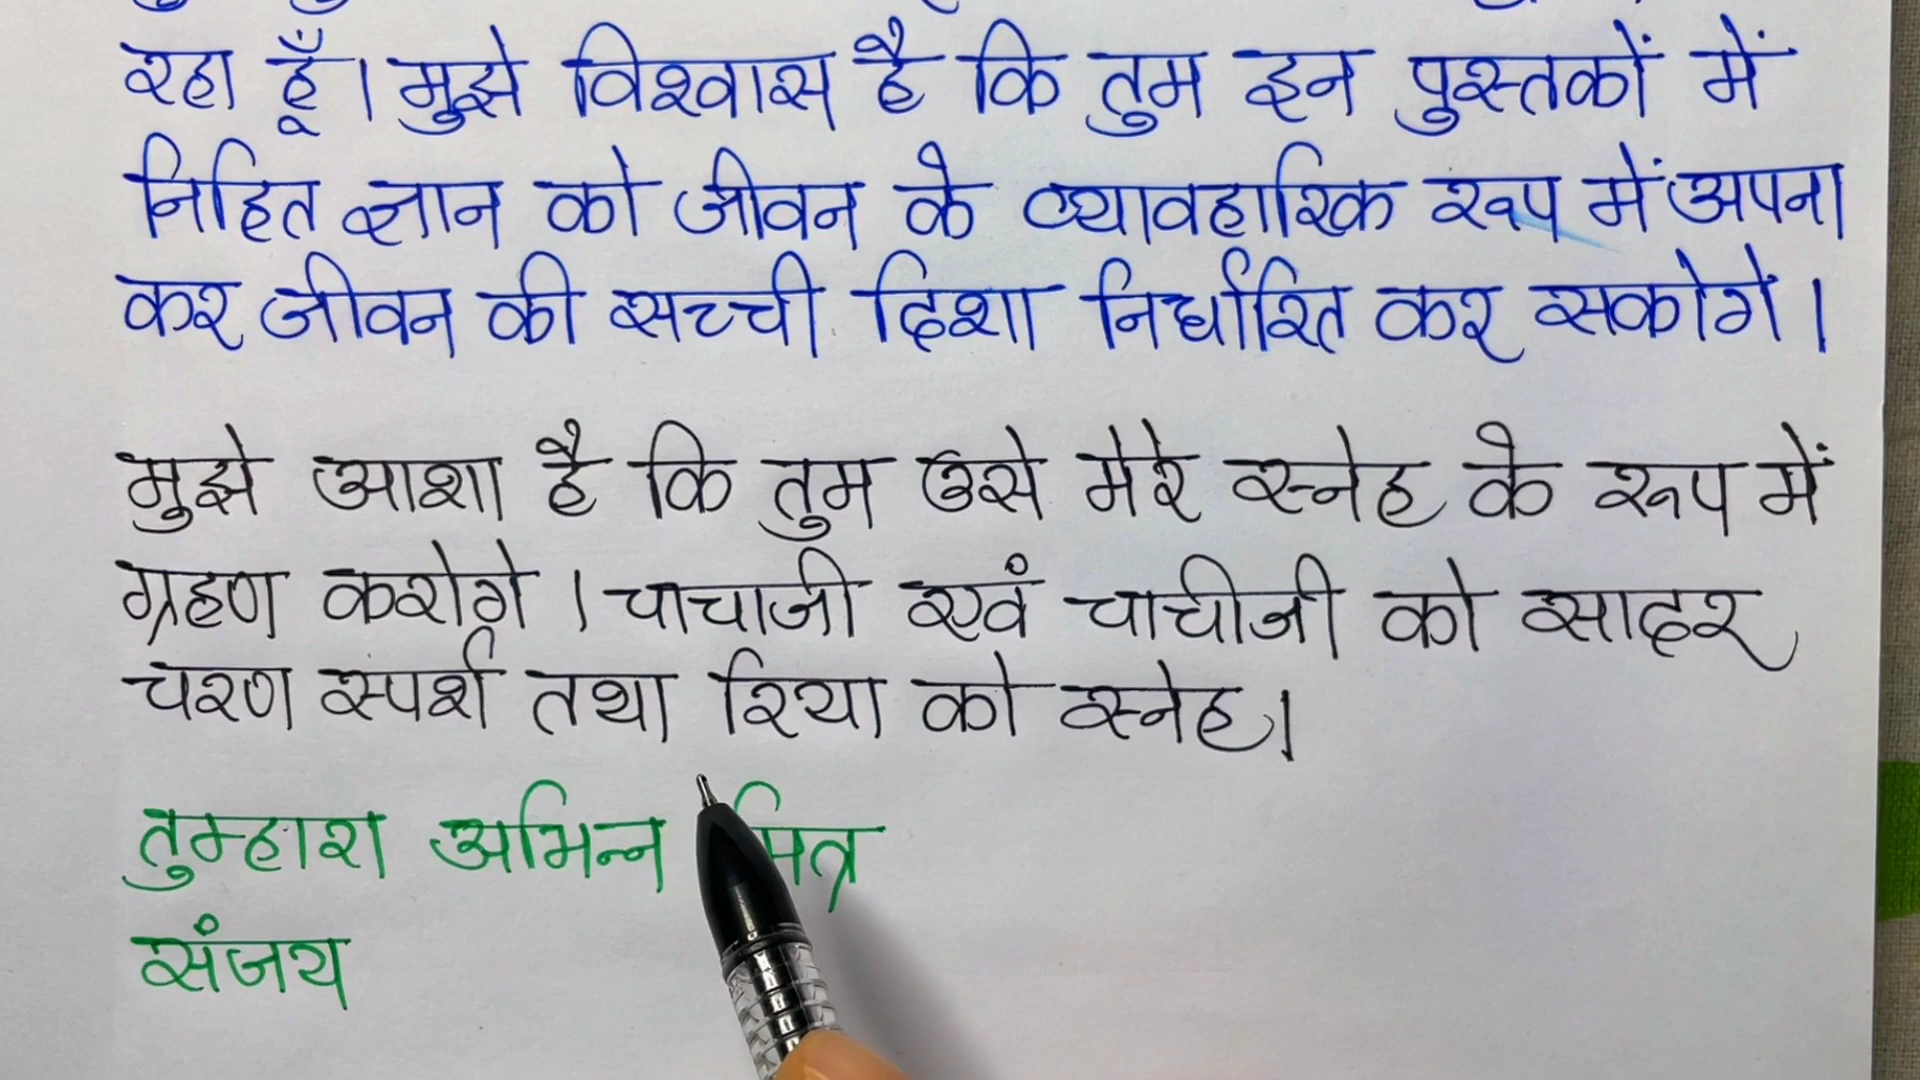 रहा हूँ। मुझे विश्वास है कि तुम इन पुस्तकों में
निहित ज्ञान को जीवन के व्यावहारिक रूप में अपना
कर जीवन की सच्ची दिशा निर्धारित कर सकोगे।
मुझे आशा है कि तुम उसे मेरे स्नेह के रूप में
ग्रहण करोगे। चाचाजी एवं चाचीजी को सादर
चरण स्पर्श तथा रिया को स्नेह।
तुम्हारा अभिन्न मित्र
संजय